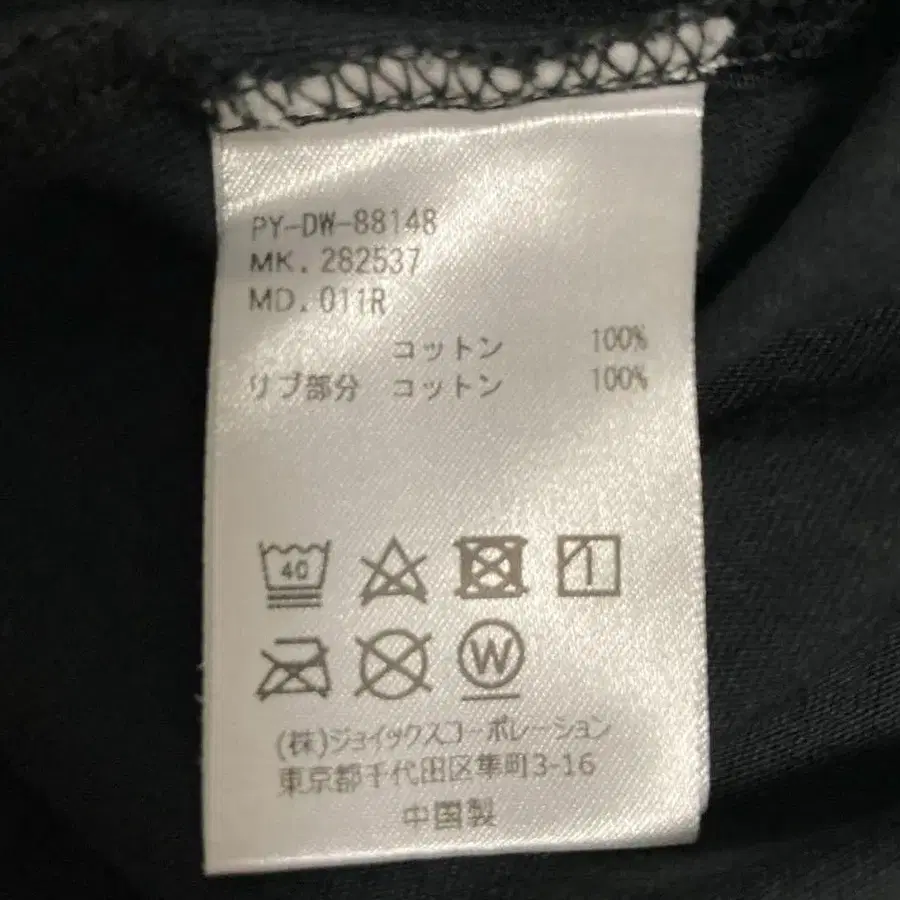 PY-DW-88148
MK. 282537
MD. 011R
コットン 100%
リブ部分 コットン 100%
40
W
(株)ジョイックスコーポレーション
東京都千代田区隼町3-16
中国製